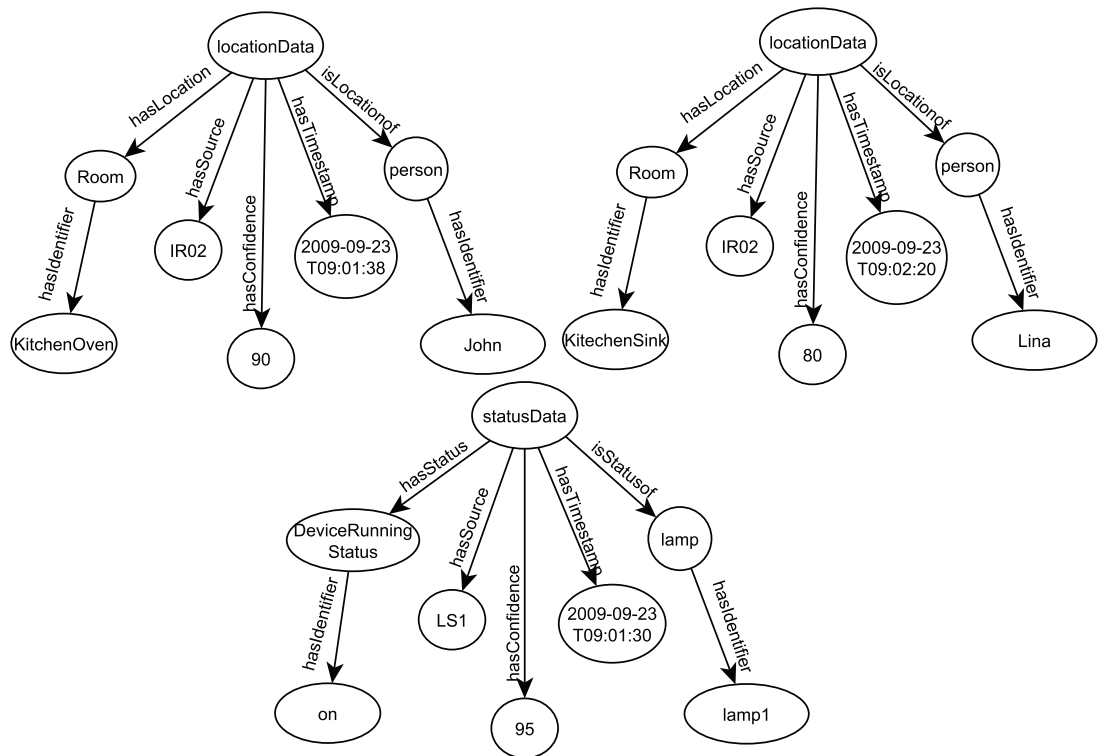 locationData
hasLocation
hasSource
hasConfidence
hasTimestamp
isLocationof
Room
person
hasIdentifier
IR02
2009-09-23
T09:01:38
hasIdentifier
KitchenOven
90
John
locationData
hasLocation
hasSource
hasConfidence
hasTimestamp
isLocationof
Room
person
hasIdentifier
IR02
2009-09-23
T09:02:20
hasIdentifier
KitechenSink
80
Lina
statusData
hasStatus
hasSource
hasConfidence
hasTimestamp
isStatusof
DeviceRunning
Status
lamp
hasIdentifier
LS1
2009-09-23
T09:01:30
hasIdentifier
on
95
lamp1